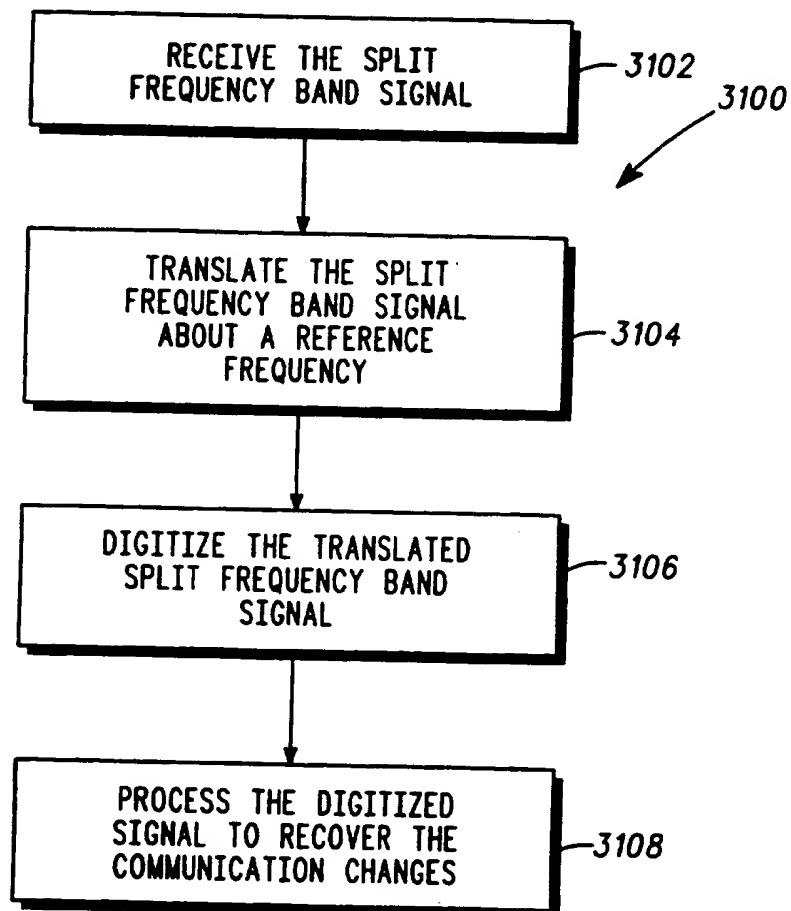 RECEIVE THE SPLIT
FREQUENCY BAND SIGNAL
3102
3100
TRANSLATE THE SPLIT
FREQUENCY BAND SIGNAL
ABOUT A REFERENCE
FREQUENCY
3104
DIGITIZE THE TRANSLATED
SPLIT FREQUENCY BAND
SIGNAL
3106
PROCESS THE DIGITIZED
SIGNAL TO RECOVER THE
COMMUNICATION CHANGES
3108